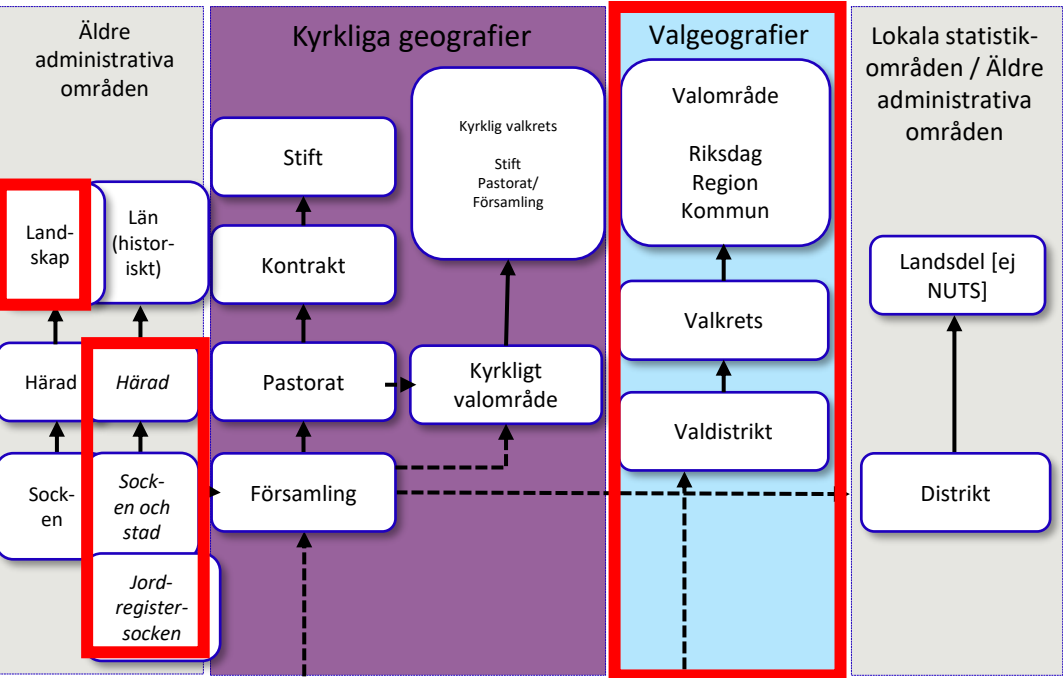 Äldre
administrativa
områden
Land-
skap
Län
(histor-
iskt)
Härad
Härad
Sock-
en
Sock-
en och
stad
Jord-
register-
socken
Kyrkliga geografier
Stift
Kontrakt
Pastorat
Församling
Kyrklig valkrets
Stift
Pastorat/
Församling
Kyrkligt
valområde
Valgeografier
Valområde
Riksdag
Region
Kommun
Valkrets
Valdistrikt
Lokala statistik-
områden / Äldre
administrativa
områden
Landsdel [ej
NUTS]
Distrikt